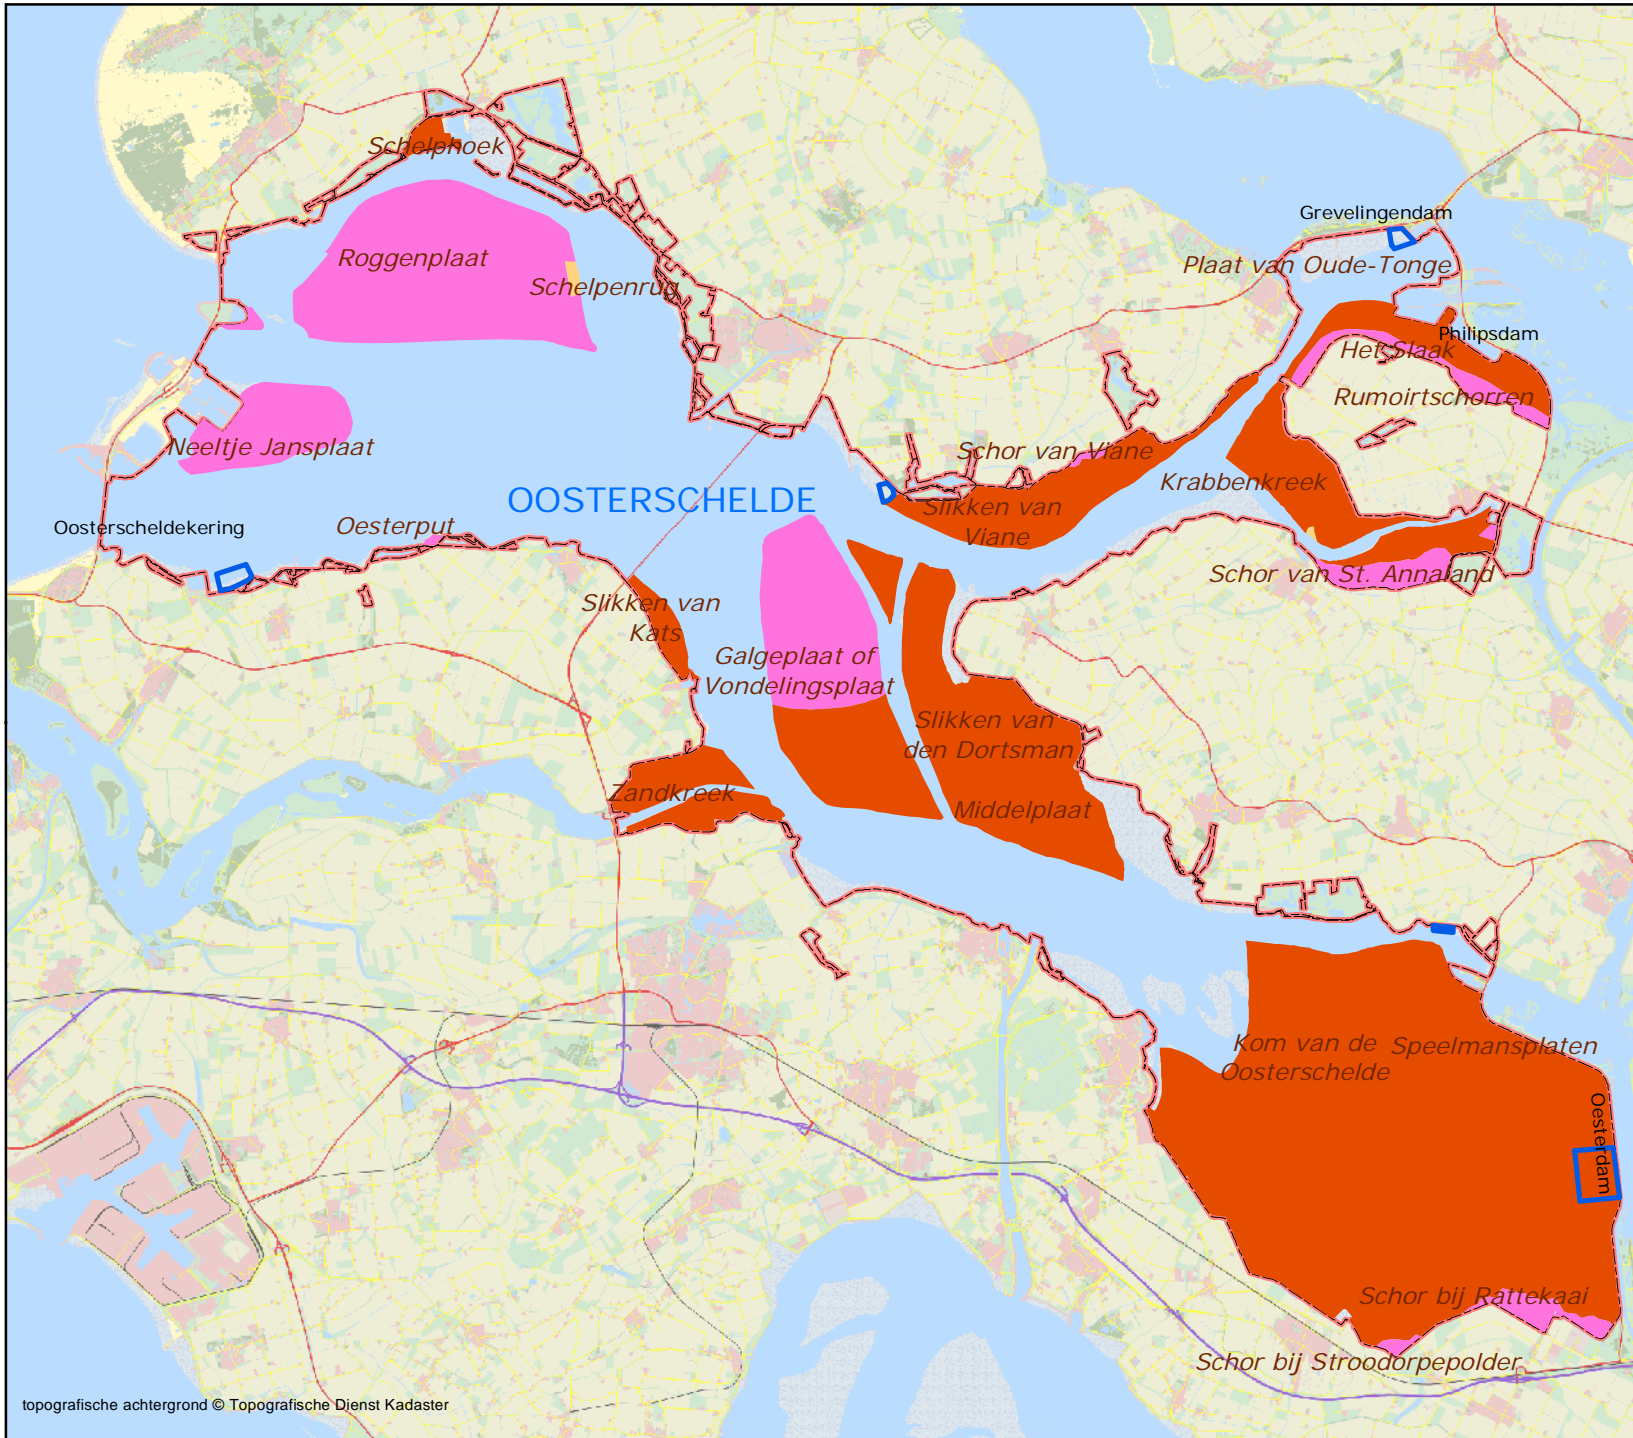 Schelphoek
Grevelingendam
Roggenplaat
Plaat van Oude-Tonge
Schelpenrug
Philipsdam
Het Slaak
Rumoirtschorren
Neeltje Jansplaat
Schor van Viane
Krabbenkreek
OOSTERSCHELDE
Slikken van
Viane
Oosterscheldekering
Oesterput
Schor van St. Annaland
Slikken van
Kats
Galgeplaat of
Vondelingsplaat
Slikken van
den Dortsman
Zandkreek
Middelplaat
Kom van de
Oosterschelde
Speelmansplaten
Oesterdam
Schor bij Rattekaai
Schor bij Stroodorpepolder
topografische achtergrond © Topografische Dienst Kadaster